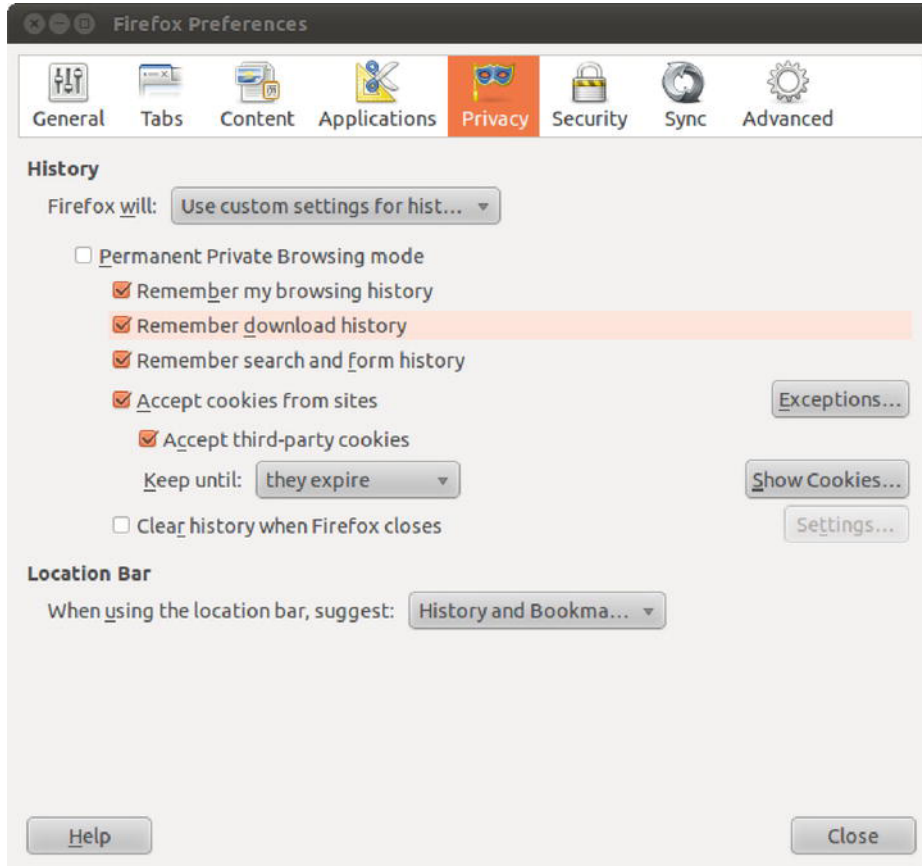 Firefox Preferences
General Tabs Content Applications Privacy Security Sync Advanced
History
Firefox will: Use custom settings for hist...
Permanent Private Browsing mode
Remember my browsing history
Remember download history
Remember search and form history
Accept cookies from sites Exceptions...
Accept third-party cookies
Keep until: they expire Show Cookies...
Clear history when Firefox closes Settings...
Location Bar
When using the location bar, suggest: History and Bookma...
Help Close